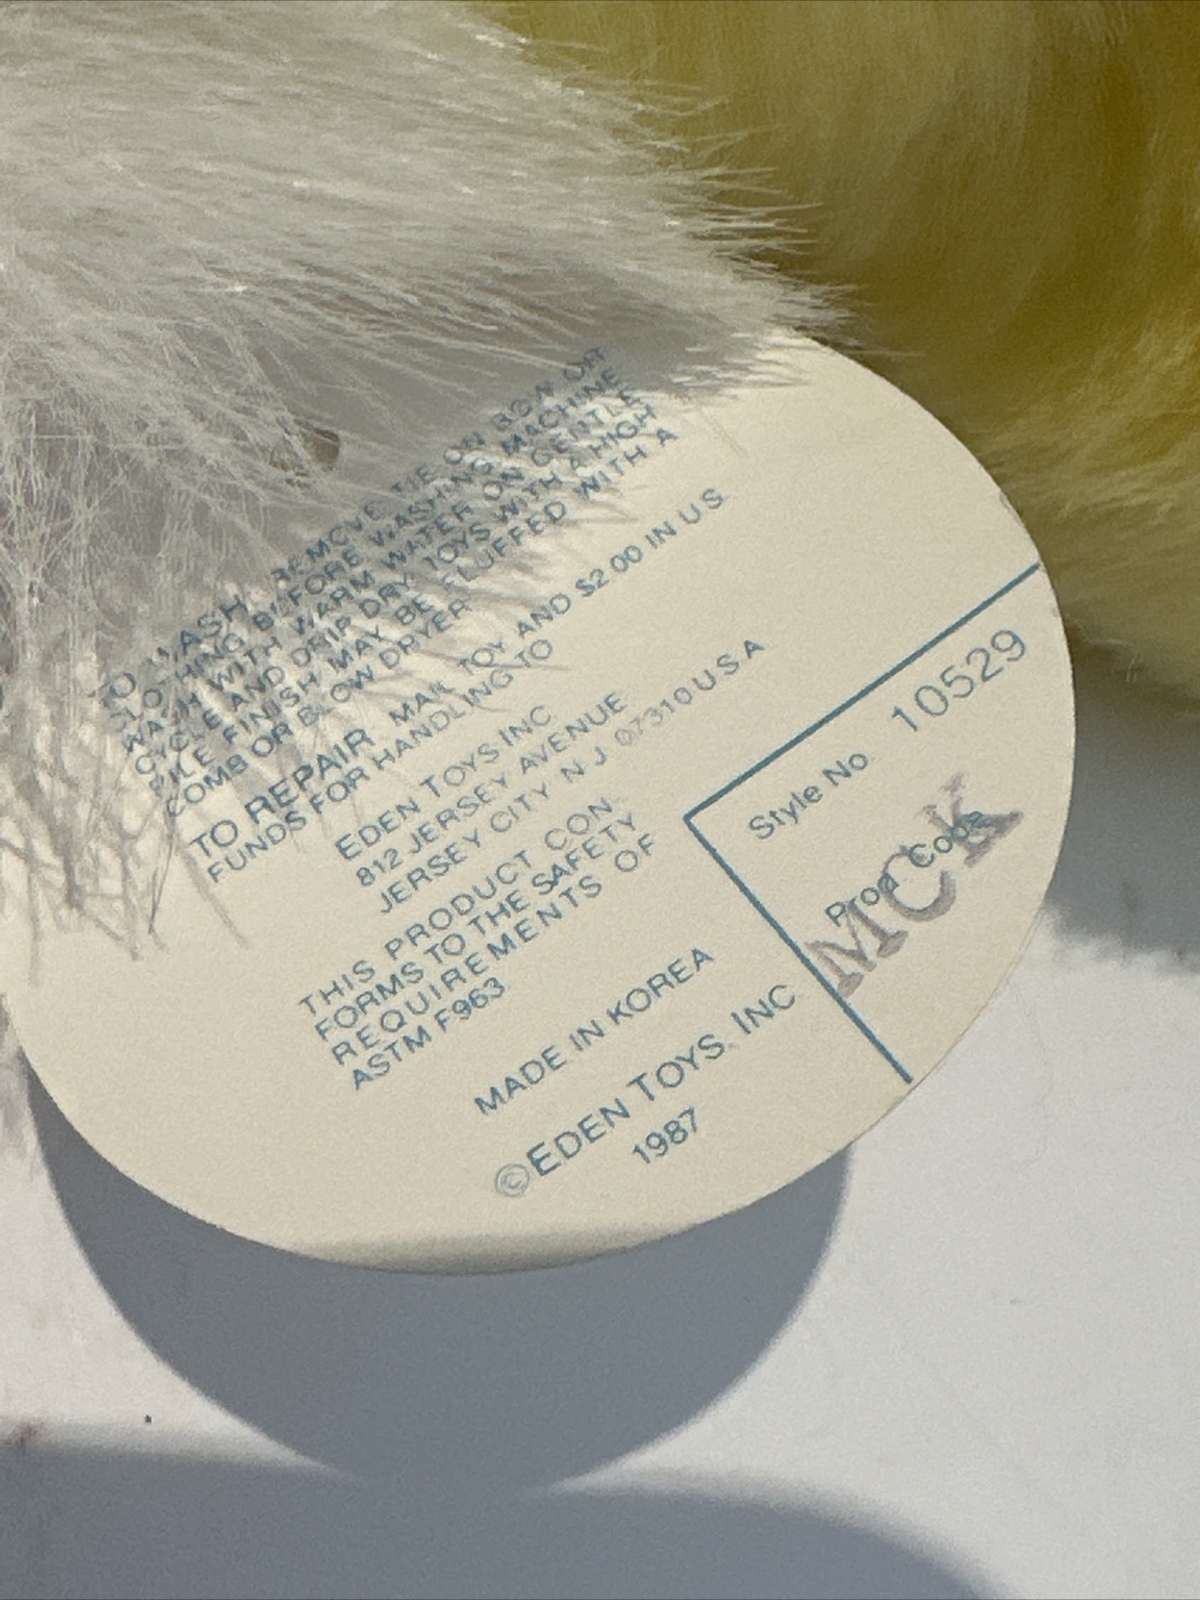 TO WASH REMOVE TIE ON BOW OR
CLOTHING BEFORE WASHING MACHINE
WASH WITH WARM WATER ON GENTLE
CYCLE AND DRIP DRY TOYS WITH A HIGH
PILE FINISH MAY BE FLUFFED WITH A
COMB OR BLOW DRYER
TO REPAIR MAIL TOY AND $2.00 IN U S
FUNDS FOR HANDLING TO
EDEN TOYS INC
812 JERSEY AVENUE
JERSEY CITY N J 07310 U S A
THIS PRODUCT CON
FORMS TO THE SAFETY
REQUIREMENTS OF
ASTM F963
MADE IN KOREA
©EDEN TOYS, INC
1987
Style No 10529
Prod Code
MCK